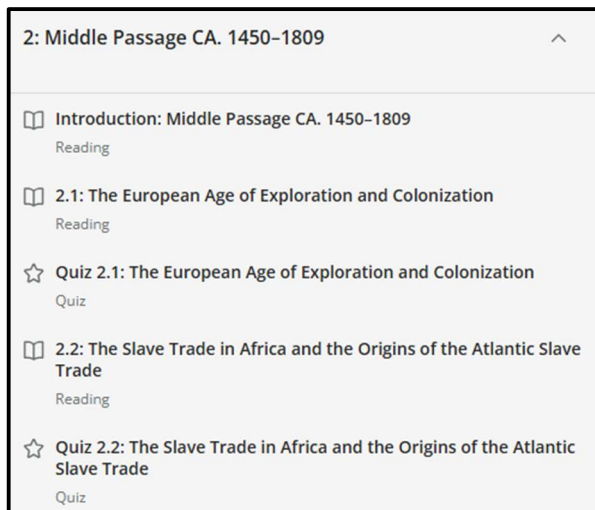 2: Middle Passage CA. 1450–1809
Introduction: Middle Passage CA. 1450–1809
Reading
2.1: The European Age of Exploration and Colonization
Reading
Quiz 2.1: The European Age of Exploration and Colonization
Quiz
2.2: The Slave Trade in Africa and the Origins of the Atlantic Slave
Trade
Reading
Quiz 2.2: The Slave Trade in Africa and the Origins of the Atlantic
Slave Trade
Quiz